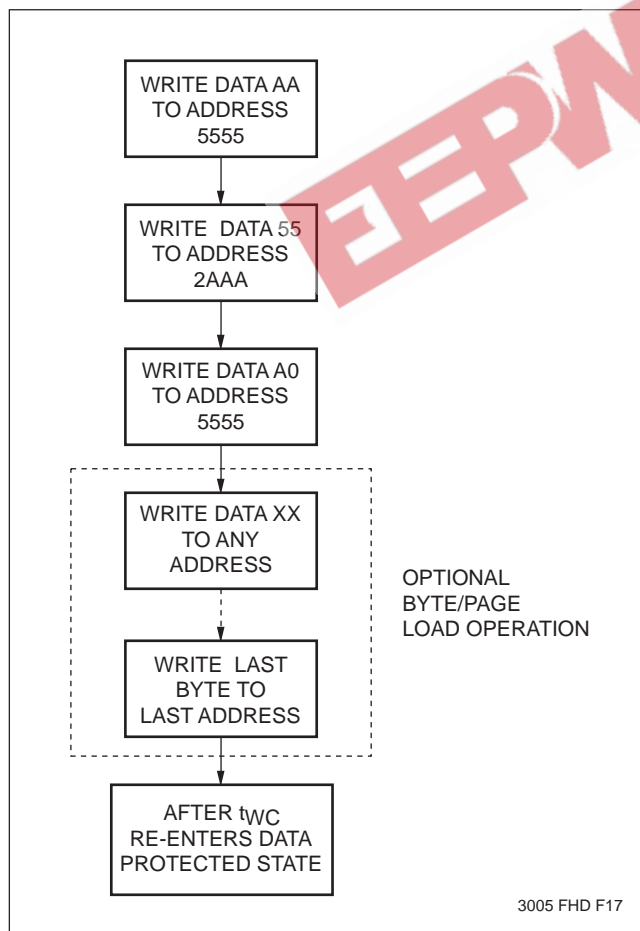 WRITE DATA AA
TO ADDRESS
5555
WRITE DATA 55
TO ADDRESS
2AAA
WRITE DATA A0
TO ADDRESS
5555
WRITE DATA XX
TO ANY
ADDRESS
WRITE LAST
BYTE TO
LAST ADDRESS
OPTIONAL
BYTE/PAGE
LOAD OPERATION
AFTER tWC
RE-ENTERS DATA
PROTECTED STATE
3005 FHD F17
EEPW